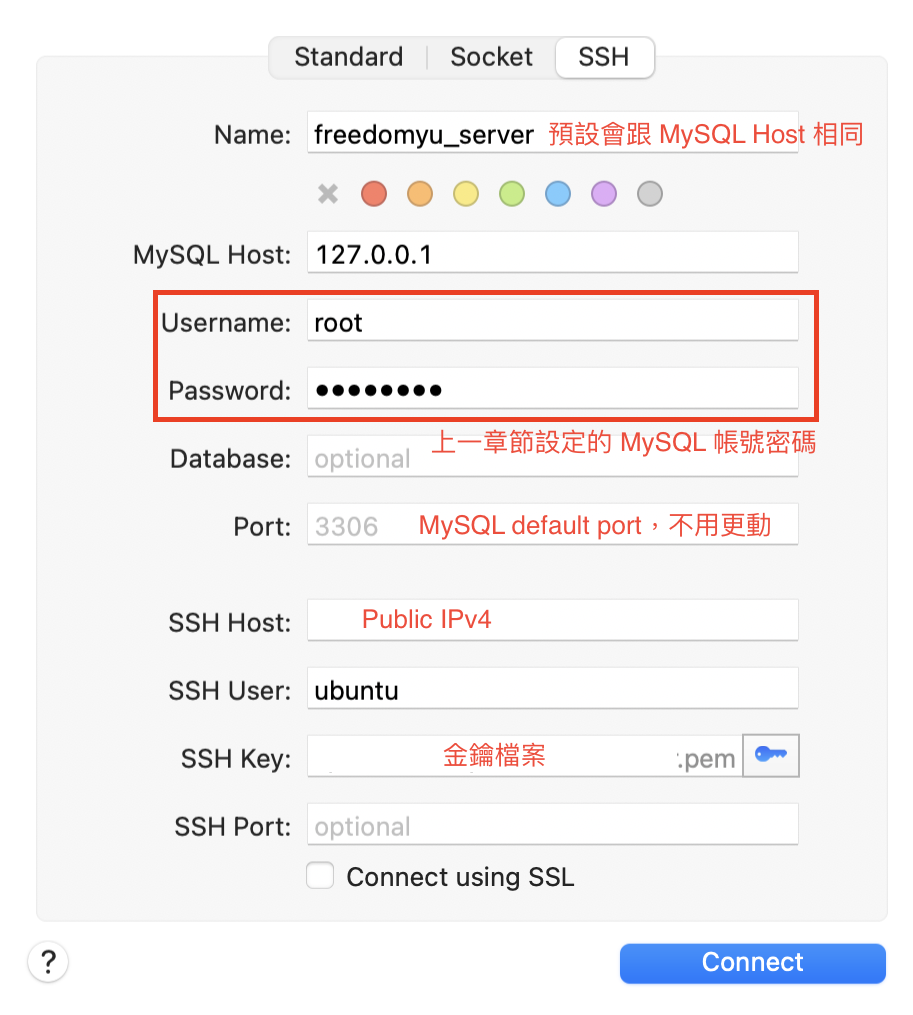 Standard Socket SSH
Name: freedomyu_server 預設會跟 MySQL Host 相同
MySQL Host: 127.0.0.1
Username: root
Password: ●●●●●●●●
上一章節設定的 MySQL 帳號密碼
Database: optional
Port: 3306 MySQL default port，不用更動
SSH Host: Public IPv4
SSH User: ubuntu
SSH Key: 金鑰檔案 .pem
SSH Port: optional
Connect using SSL
? Connect